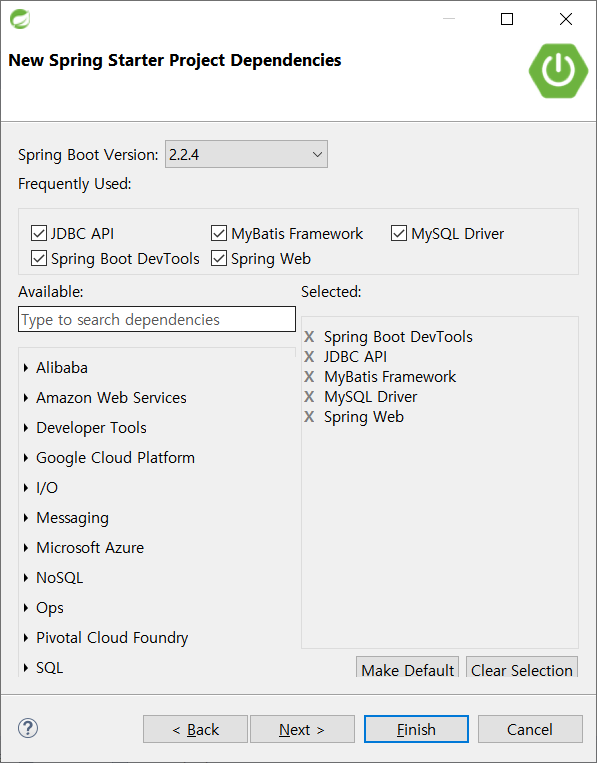 New Spring Starter Project Dependencies
Spring Boot Version: 2.2.4
Frequently Used:
JDBC API MyBatis Framework MySQL Driver
Spring Boot DevTools Spring Web
Available: Selected:
Type to search dependencies
X Spring Boot DevTools
X JDBC API
X MyBatis Framework
X MySQL Driver
X Spring Web
Alibaba
Amazon Web Services
Developer Tools
Google Cloud Platform
I/O
Messaging
Microsoft Azure
NoSQL
Ops
Pivotal Cloud Foundry
SQL
Make Default Clear Selection
? < Back Next > Finish Cancel